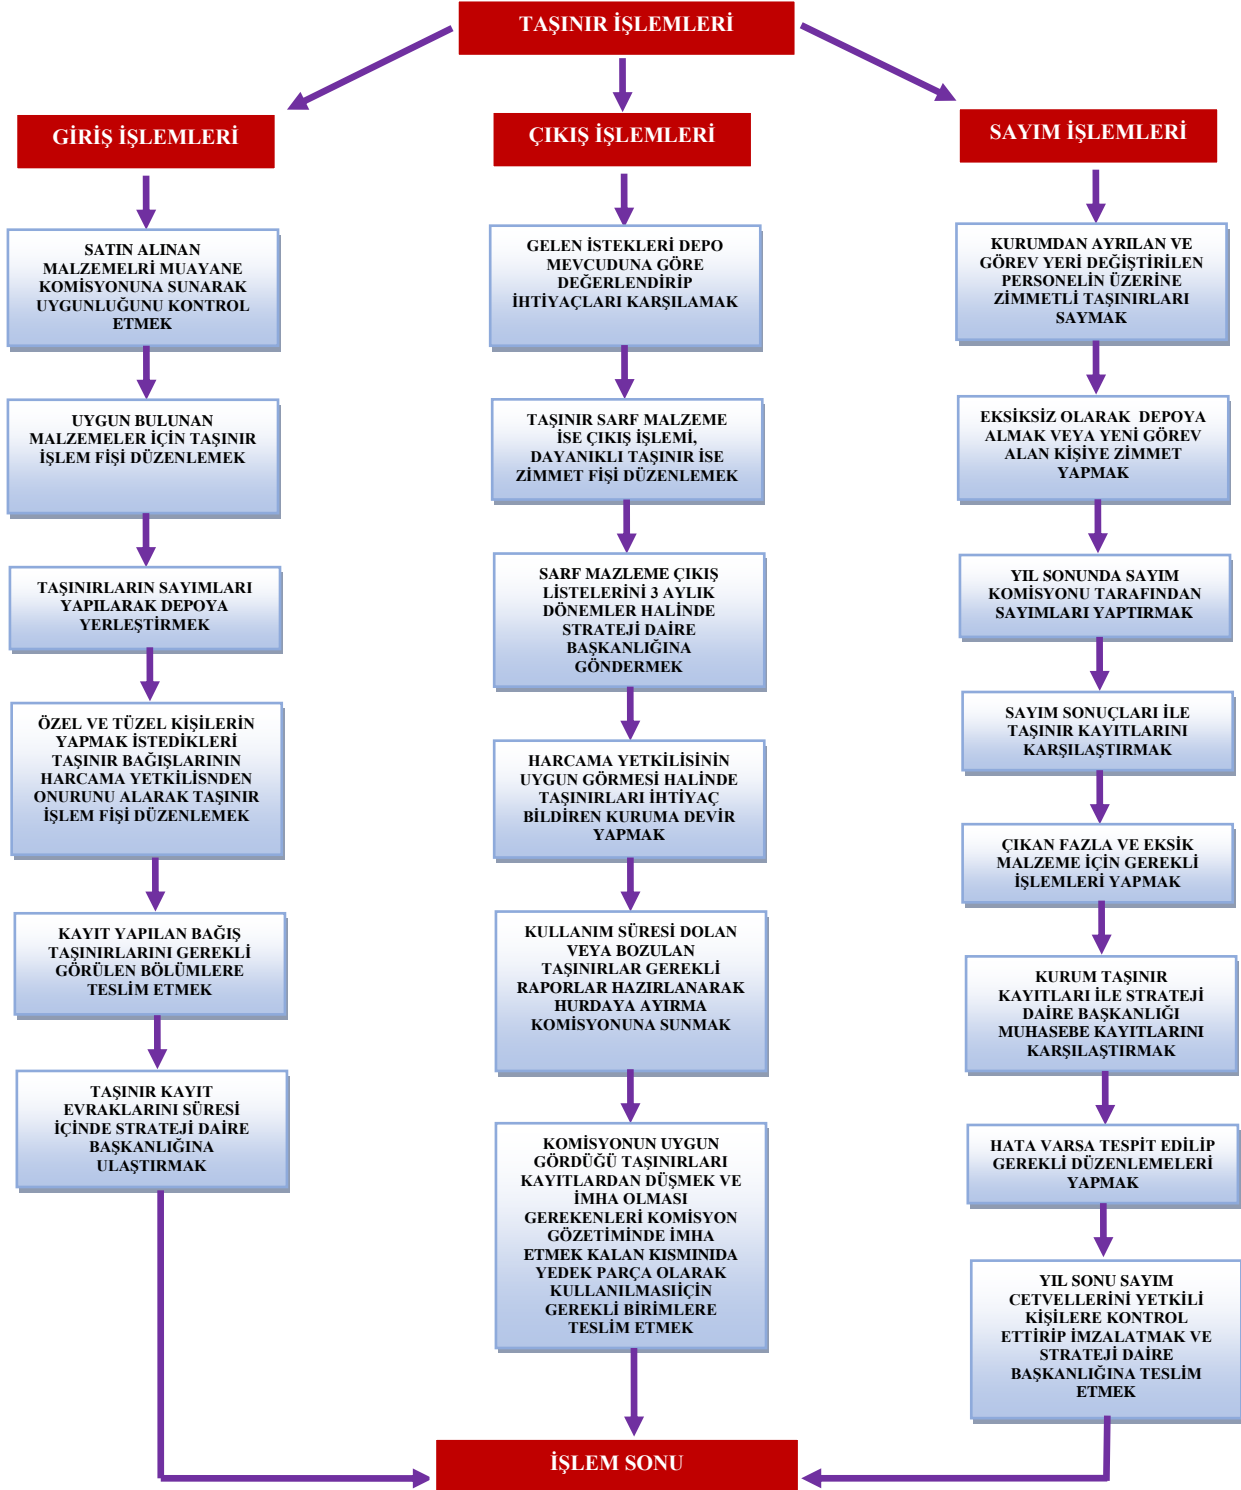 TAŞINIR İŞLEMLERİ
GİRİŞ İŞLEMLERİ
SATIN ALINAN
MALZEMELRİ MUAYANE
KOMİSYONUNA SUNARAK
UYGUNLUĞUNU KONTROL
ETMEK
UYGUN BULUNAN
MALZEMELER İÇİN TAŞINIR
İŞLEM FİŞİ DÜZENLEMEK
TAŞINIRLARIN SAYIMLARI
YAPILARAK DEPOYA
YERLEŞTİRMEK
ÖZEL VE TÜZEL KİŞİLERİN
YAPMAK İSTEDİKLERİ
TAŞINIR BAĞIŞLARININ
HARCAMA YETKİLİSNDEN
ONURUNU ALARAK TAŞINIR
İŞLEM FİŞİ DÜZENLEMEK
KAYIT YAPILAN BAĞIŞ
TAŞINIRLARINI GEREKLİ
GÖRÜLEN BÖLÜMLERE
TESLİM ETMEK
TAŞINIR KAYIT
EVRAKLARINI SÜRESİ
İÇİNDE STRATEJİ DAİRE
BAŞKANLIĞINA
ULAŞTIRMAK
ÇIKIŞ İŞLEMLERİ
GELEN İSTEKLERİ DEPO
MEVCUDUNA GÖRE
DEĞERLENDİRİP
İHTİYAÇLARI KARŞILAMAK
TAŞINIR SARF MALZEME
İSE ÇIKIŞ İŞLEMİ,
DAYANIKLI TAŞINIR İSE
ZİMMET FİŞİ DÜZENLEMEK
SARF MAZLEME ÇIKIŞ
LİSTELERİNİ 3 AYLIK
DÖNEMLER HALİNDE
STRATEJİ DAİRE
BAŞKANLIĞINA
GÖNDERMEK
HARCAMA YETKİLİSİNİN
UYGUN GÖRMESİ HALİNDE
TAŞINIRLARI İHTİYAÇ
BİLDİREN KURUMA DEVİR
YAPMAK
KULLANIM SÜRESİ DOLAN
VEYA BOZULAN
TAŞINIRLAR GEREKLİ
RAPORLAR HAZIRLANARAK
HURDAYA AYIRMA
KOMİSYONUNA SUNMAK
KOMİSYONUN UYGUN
GÖRDÜĞÜ TAŞINIRLARI
KAYITLARDAN DÜŞMEK VE
İMHA OLMASI
GEREKENLERİ KOMİSYON
GÖZETİMİNDE İMHA
ETMEK KALAN KISMINIDA
YEDEK PARÇA OLARAK
KULLANILMASIİÇİN
GEREKLİ BİRİMLERE
TESLİM ETMEK
SAYIM İŞLEMLERİ
KURUMDAN AYRILAN VE
GÖREV YERİ DEĞİŞTİRİLEN
PERSONELİN ÜZERİNE
ZİMMETLİ TAŞINIRLARI
SAYMAK
EKSİKSİZ OLARAK DEPOYA
ALMAK VEYA YENİ GÖREV
ALAN KİŞİYE ZİMMET
YAPMAK
YIL SONUNDA SAYIM
KOMİSYONU TARAFINDAN
SAYIMLARI YAPTIRMAK
SAYIM SONUÇLARI İLE
TAŞINIR KAYITLARINI
KARŞILAŞTIRMAK
ÇIKAN FAZLA VE EKSİK
MALZEME İÇİN GEREKLİ
İŞLEMLERİ YAPMAK
KURUM TAŞINIR
KAYITLARI İLE STRATEJİ
DAİRE BAŞKANLIĞI
MUHASEBE KAYITLARINI
KARŞILAŞTIRMAK
HATA VARSA TESPİT EDİLİP
GEREKLİ DÜZENLEMELERİ
YAPMAK
YIL SONU SAYIM
CETVELLERİNİ YETKİLİ
KİŞİLERE KONTROL
ETTİRİP İMZALATMAK VE
STRATEJİ DAİRE
BAŞKANLIĞINA TESLİM
ETMEK
İŞLEM SONU